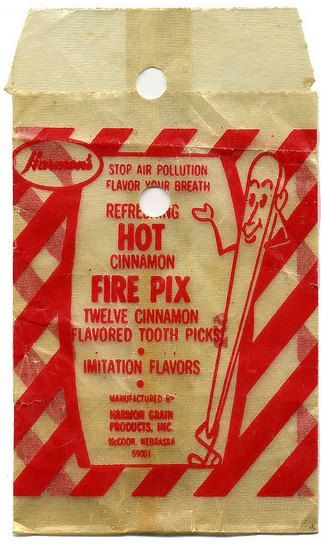 Harmon's
STOP AIR POLLUTION
FLAVOR YOUR BREATH
REFRESHING
HOT
CINNAMON
FIRE PIX
TWELVE CINNAMON
FLAVORED TOOTH PICKS
IMITATION FLAVORS
MANUFACTURED BY
HARMON GRAIN
PRODUCTS, INC.
McCOOK, NEBRASKA
69001